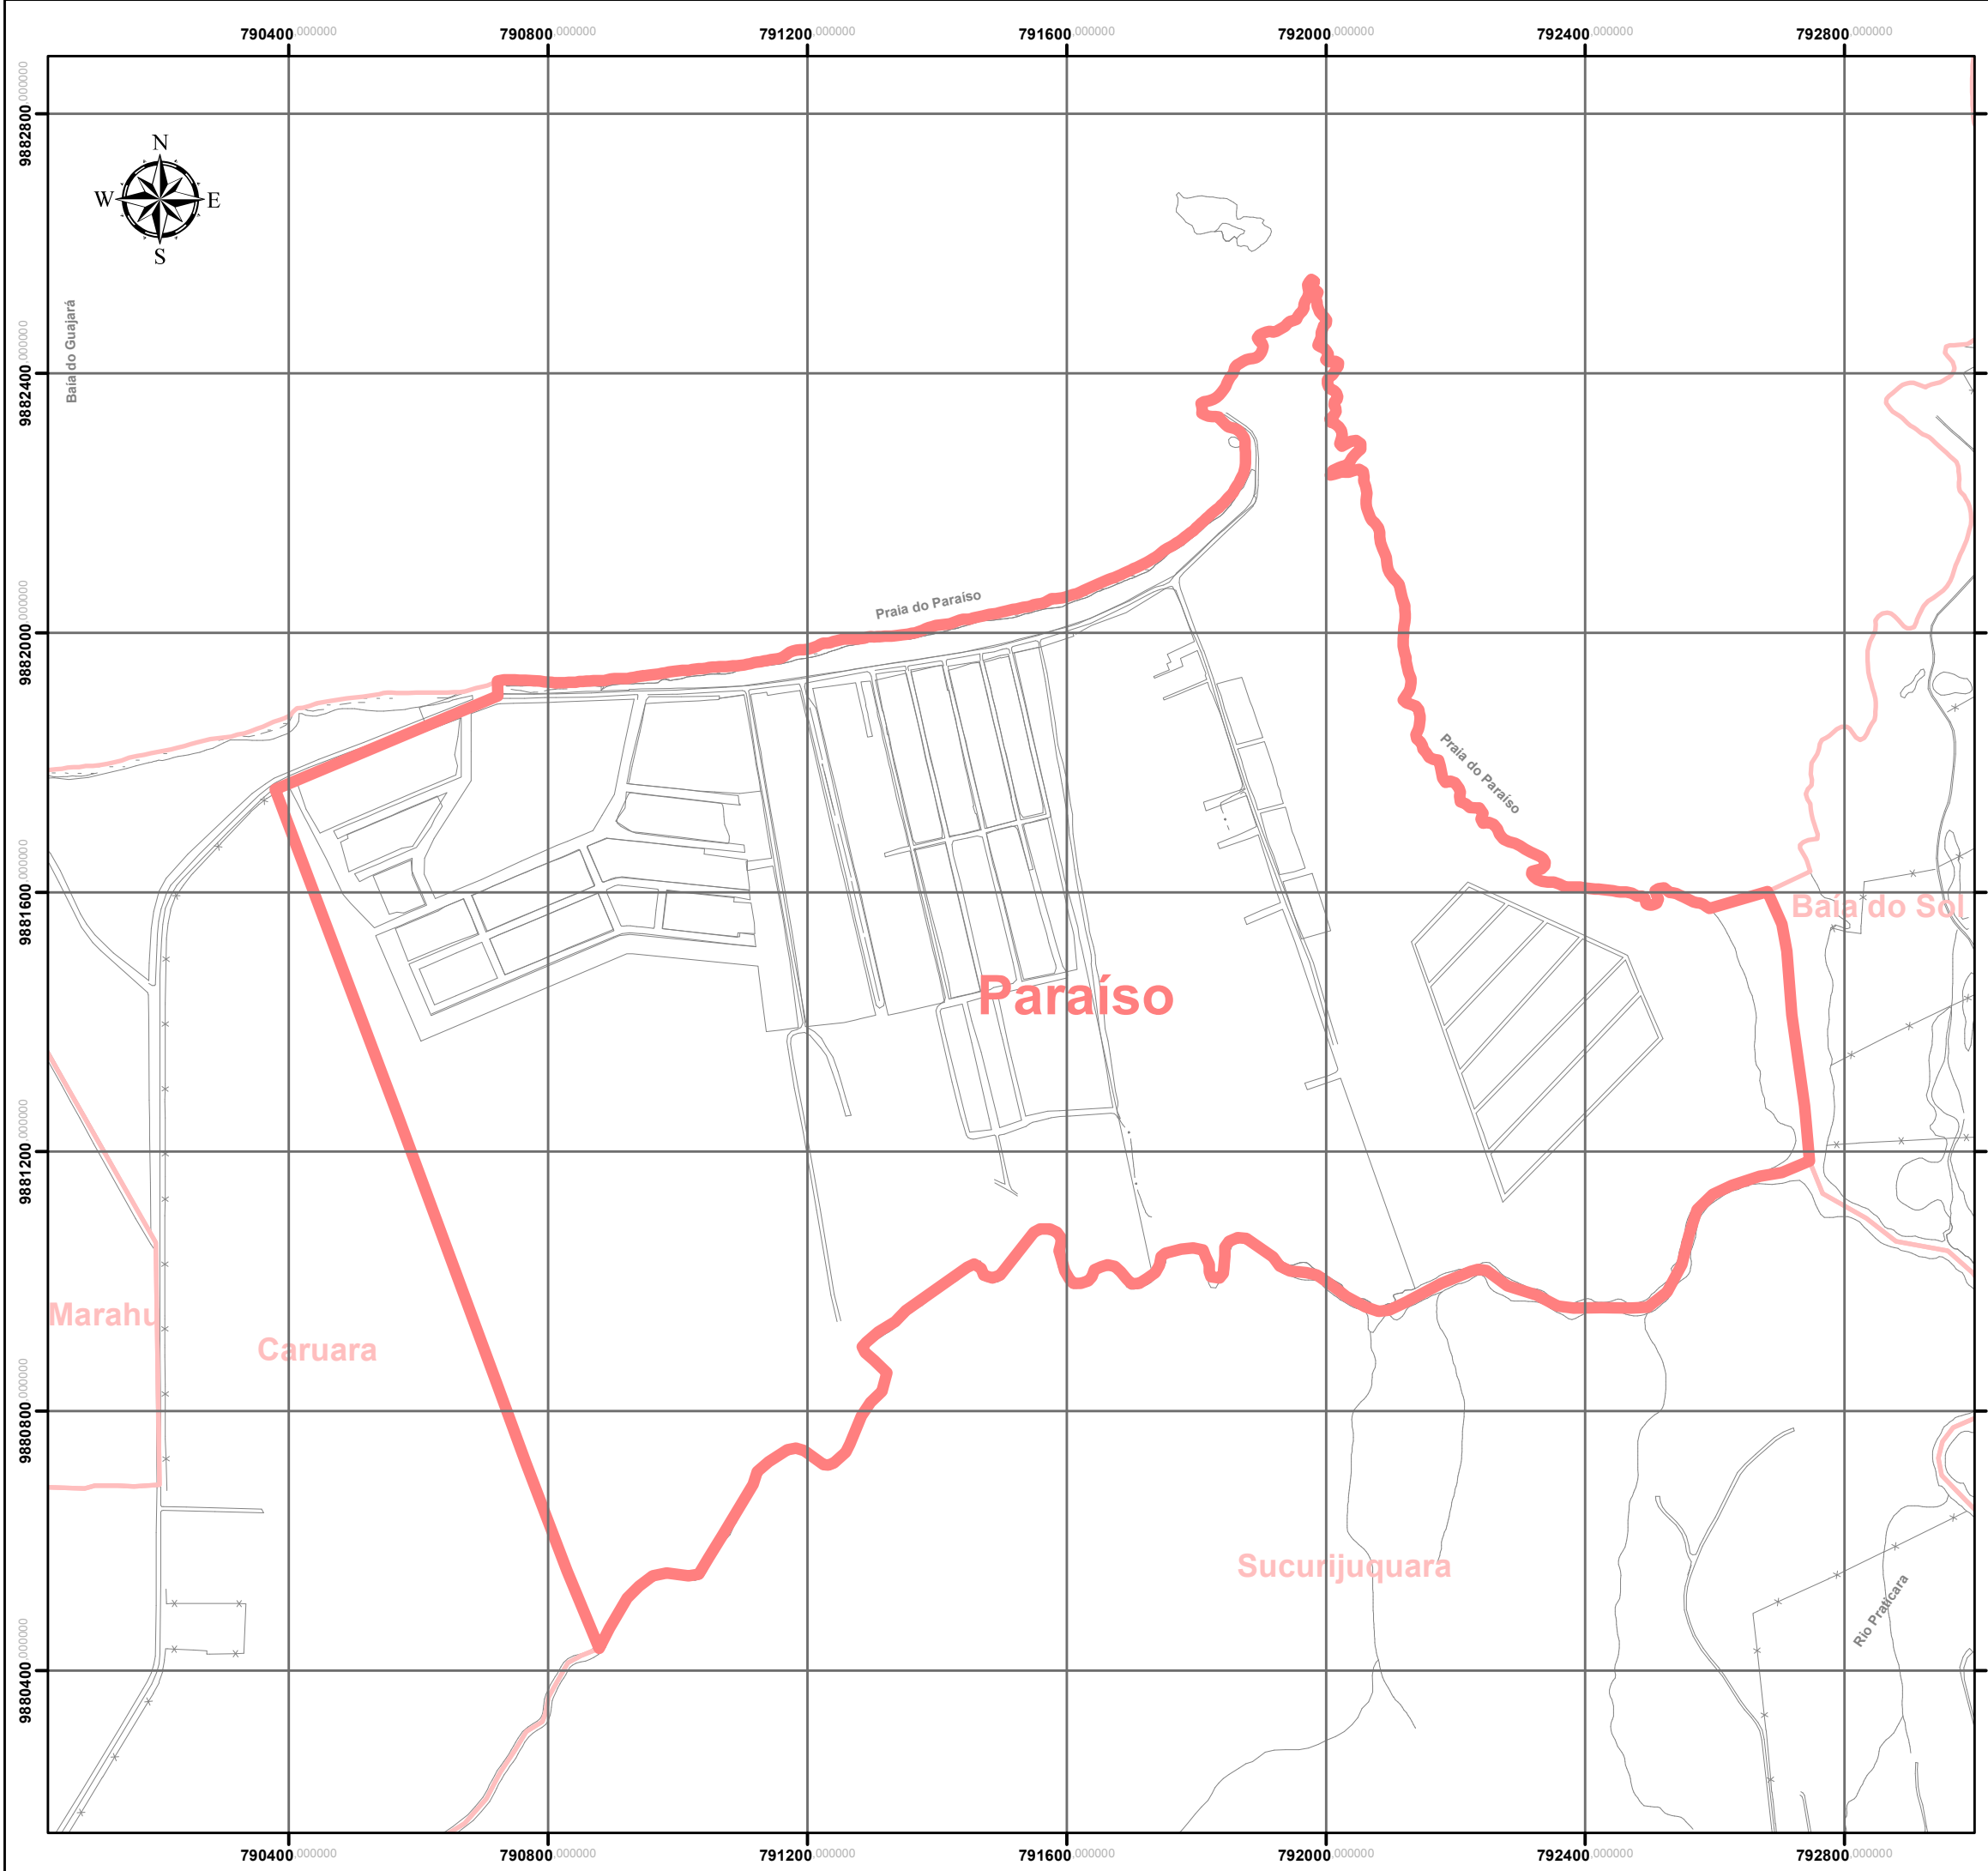 790400.000000 790800.000000 791200.000000 791600.000000 792000.000000 792400.000000 792800.000000
9882800.000000
N
W E
S
Baía do Guajará
9882400.000000
Praia do Paraíso
9882000.000000
Praia do Paraíso
9881600.000000
Baía do Sol
Paraíso
9881200.000000
Marahu
Caruara
9880800.000000
Sucurijuquara
Rio Praticara
9880400.000000
790400.000000 790800.000000 791200.000000 791600.000000 792000.000000 792400.000000 792800.000000